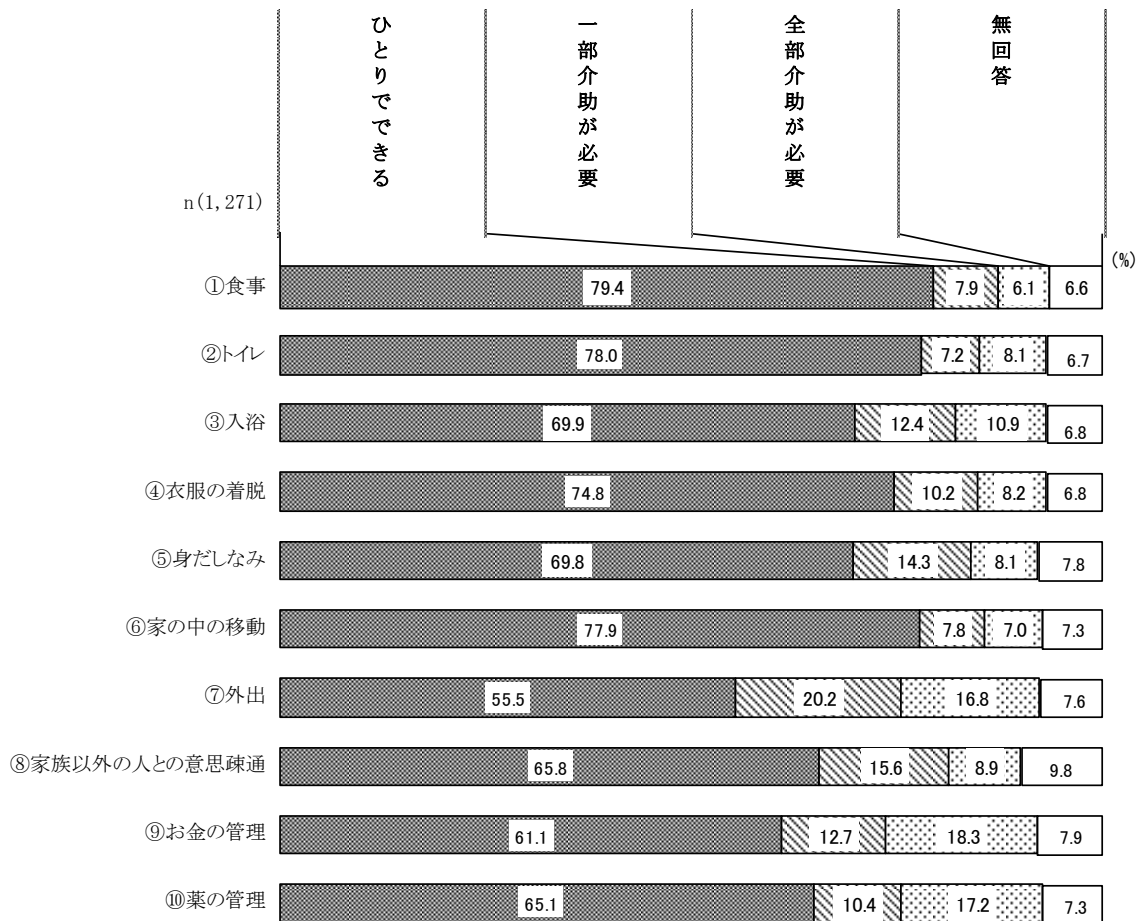 ひとりでできる
一部介助が必要
全部介助が必要
無回答
n(1,271)
(%)
①食事 79.4 7.9 6.1 6.6
②トイレ 78.0 7.2 8.1 6.7
③入浴 69.9 12.4 10.9 6.8
④衣服の着脱 74.8 10.2 8.2 6.8
⑤身だしなみ 69.8 14.3 8.1 7.8
⑥家の中の移動 77.9 7.8 7.0 7.3
⑦外出 55.5 20.2 16.8 7.6
⑧家族以外の人との意思疎通 65.8 15.6 8.9 9.8
⑨お金の管理 61.1 12.7 18.3 7.9
⑩薬の管理 65.1 10.4 17.2 7.3